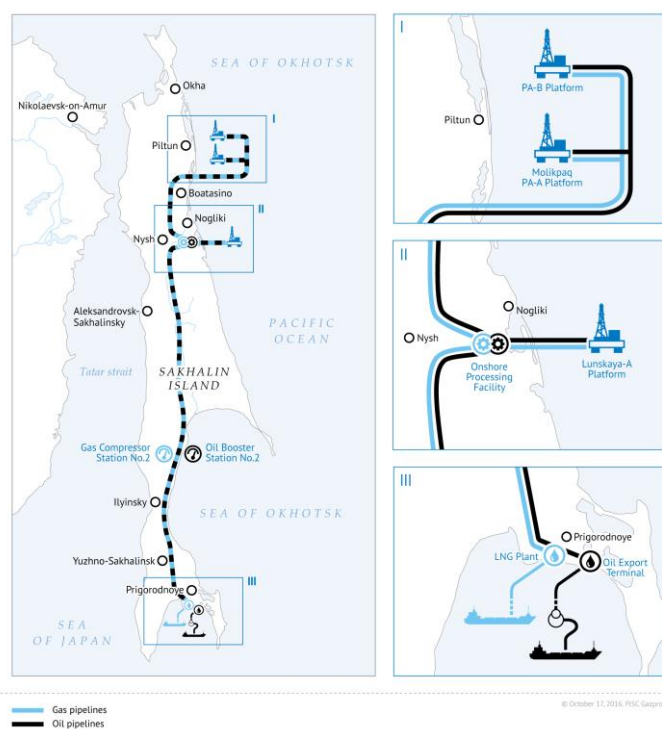 SEA OF OKHOTSK
Okha
Nikolaevsk-on-Amur
I
Piltun
Boatasino
II
Nogliki
Nysh
Aleksandrovsk-
Sakhalinsky
PACIFIC
OCEAN
Tatar strait
SAKHALIN
ISLAND
Gas Compressor
Station No.2
Oil Booster
Station No.2
Ilyinsky
SEA OF OKHOTSK
Yuzhno-Sakhalinsk
III
Prigorodnoye
SEA
OF JAPAN
I
PA-B Platform
Piltun
Molikpaq
PA-A Platform
II
Nogliki
Nysh
Onshore
Processing
Facility
Lunskaya-A
Platform
III
Prigorodnoye
LNG Plant
Oil Export
Terminal
Gas pipelines
Oil pipelines
© October 17, 2016. PJSC Gazpro